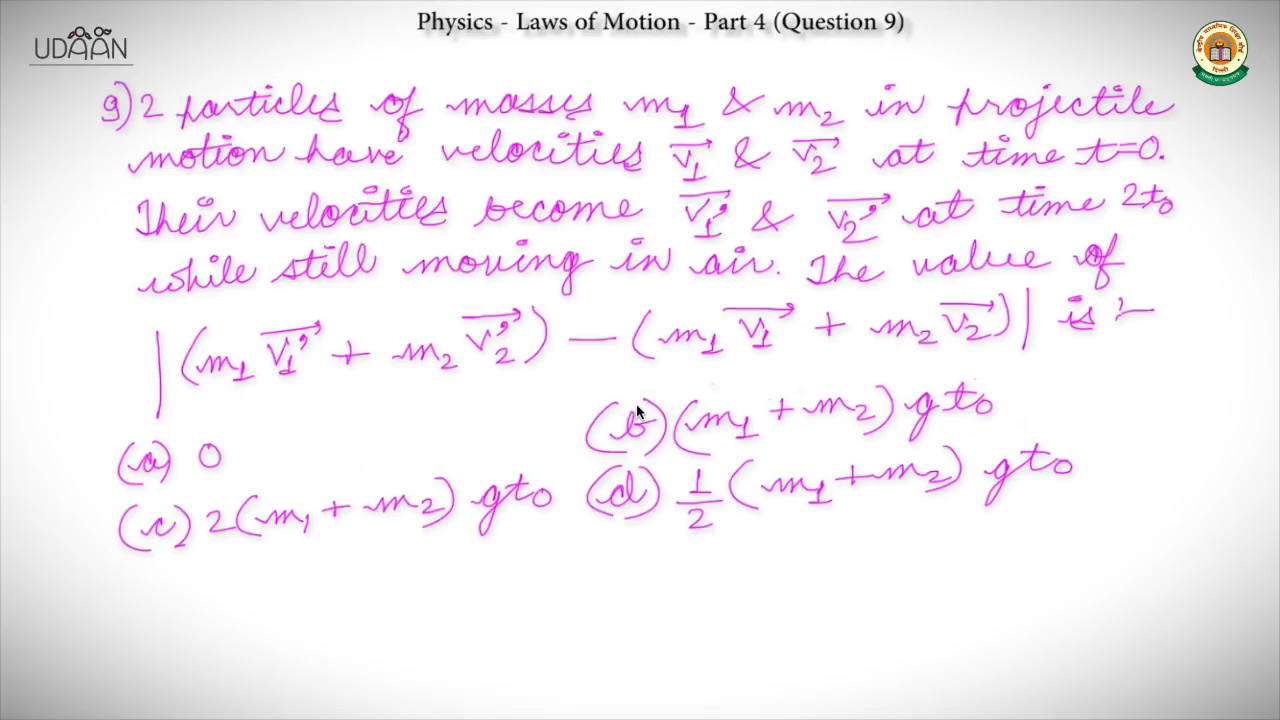 Physics - Laws of Motion - Part 4 (Question 9)
UDAAN
9) 2 particles of masses m₁ & m₂ in projectile
motion have velocities v₁⃗ & v₂⃗ at time t=0.
Their velocities become v₁'⃗ & v₂'⃗ at time 2t₀
while still moving in air. The value of
|(m₁ v₁'⃗ + m₂ v₂'⃗) − (m₁ v₁⃗ + m₂ v₂⃗)| is :-
(a) 0
(b) (m₁ + m₂) gt₀
(c) 2(m₁ + m₂) gt₀
(d) 1/2 (m₁+m₂) gt₀